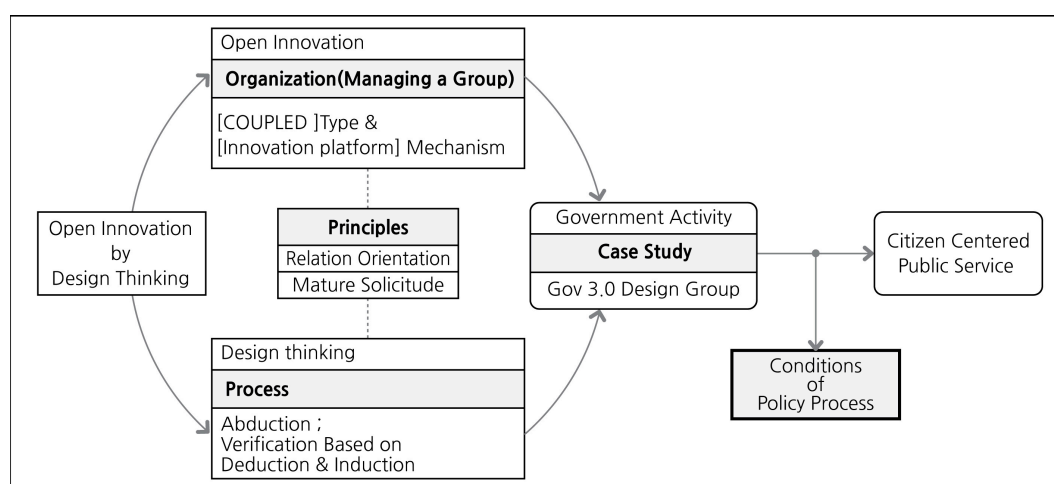 Open Innovation
Organization(Managing a Group)
[COUPLED ]Type &
[Innovation platform] Mechanism
Open Innovation
by
Design Thinking
Principles
Relation Orientation
Mature Solicitude
Government Activity
Case Study
Gov 3.0 Design Group
Citizen Centered
Public Service
Design thinking
Process
Abduction ;
Verification Based on
Deduction & Induction
Conditions
of
Policy Process